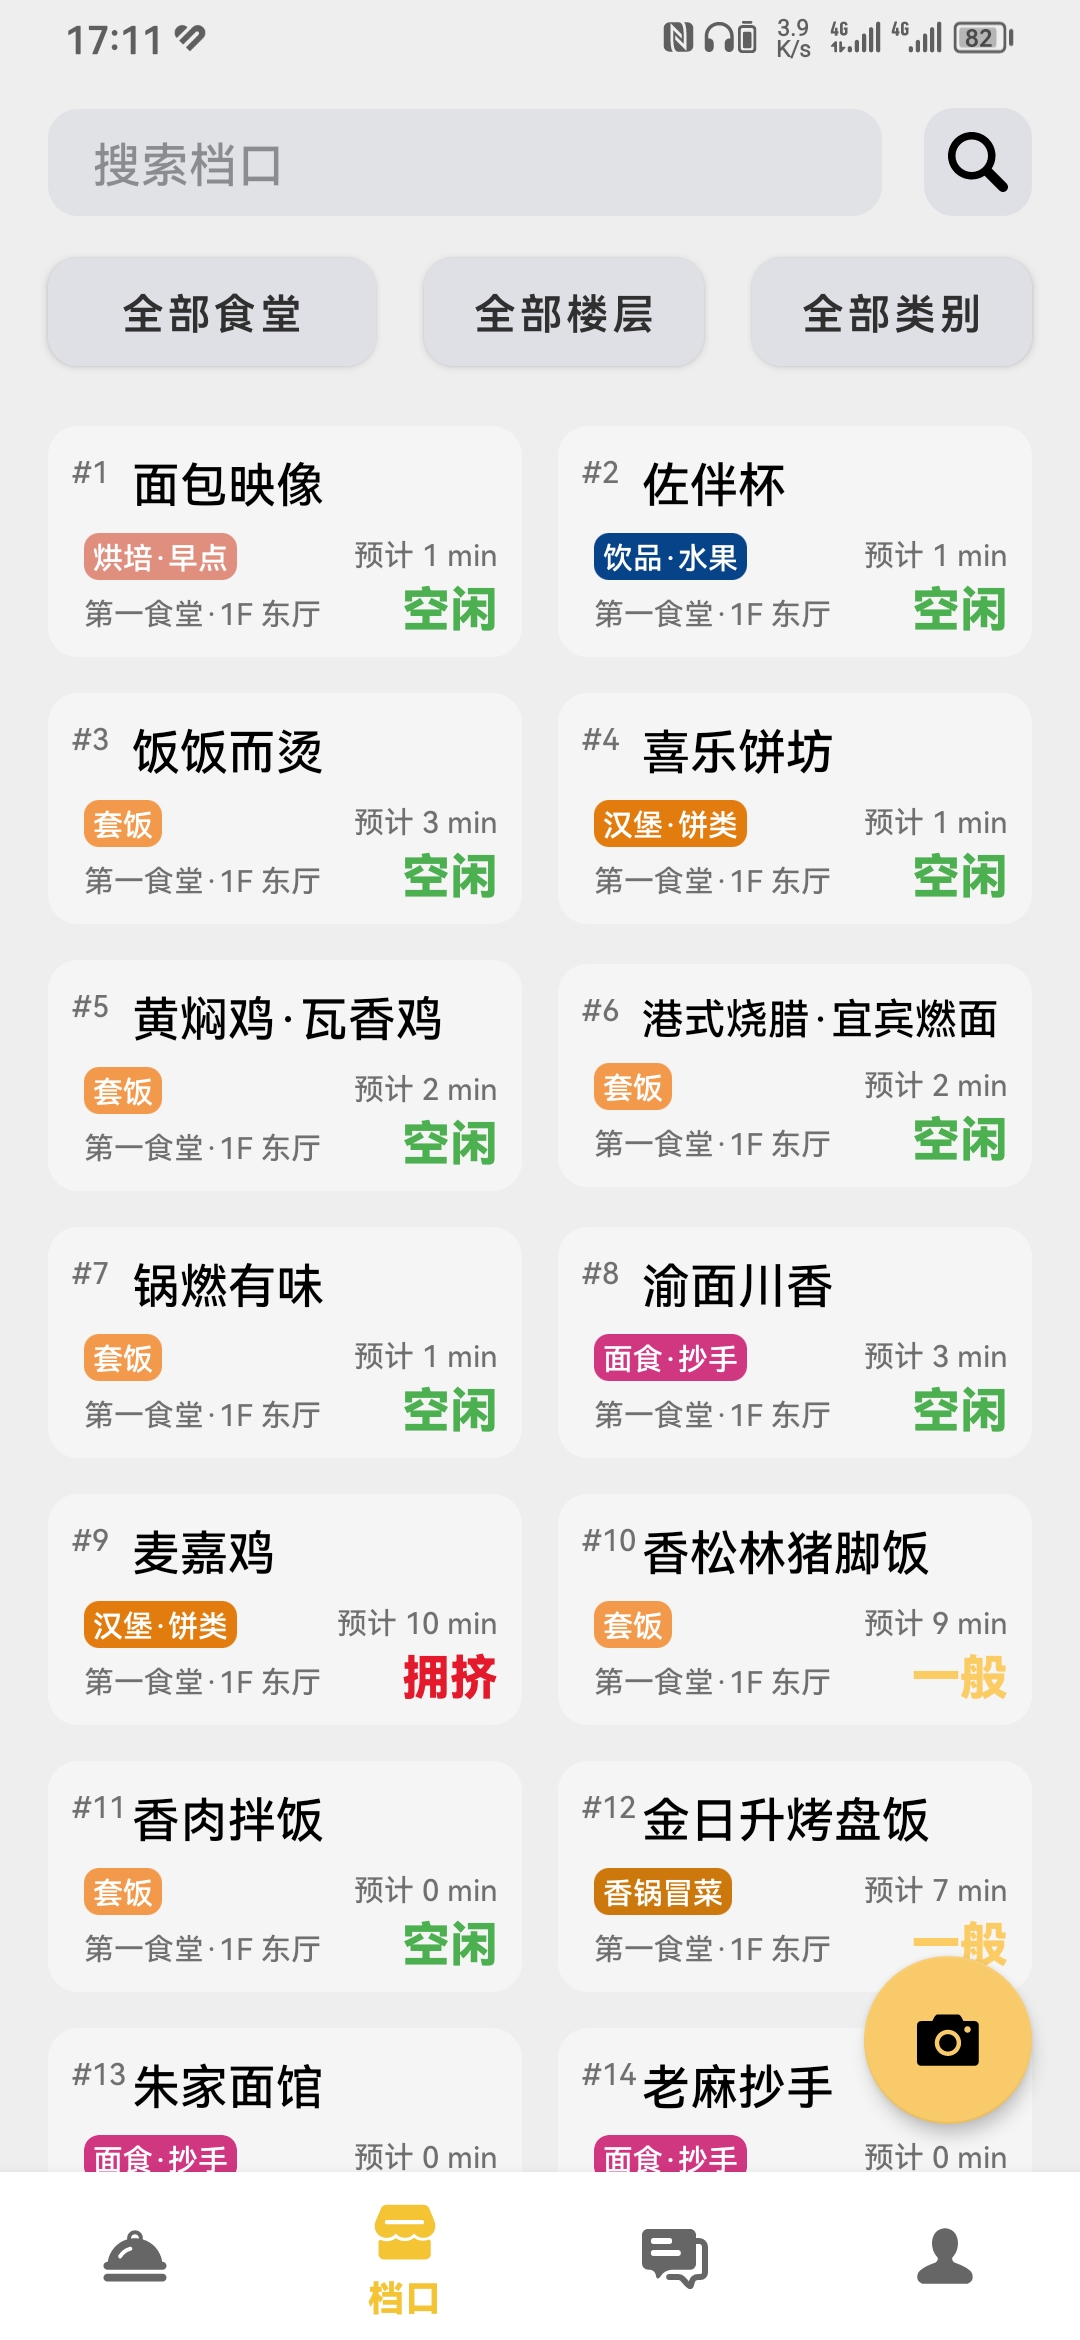 17:11
3.9 K/s
4G
4G
82
搜索档口
全部食堂
全部楼层
全部类别
#1 面包映像
烘培·早点
预计 1 min
第一食堂·1F 东厅
空闲
#2 佐伴杯
饮品·水果
预计 1 min
第一食堂·1F 东厅
空闲
#3 饭饭而烫
套饭
预计 3 min
第一食堂·1F 东厅
空闲
#4 喜乐饼坊
汉堡·饼类
预计 1 min
第一食堂·1F 东厅
空闲
#5 黄焖鸡·瓦香鸡
套饭
预计 2 min
第一食堂·1F 东厅
空闲
#6 港式烧腊·宜宾燃面
套饭
预计 2 min
第一食堂·1F 东厅
空闲
#7 锅燃有味
套饭
预计 1 min
第一食堂·1F 东厅
空闲
#8 渝面川香
面食·抄手
预计 3 min
第一食堂·1F 东厅
空闲
#9 麦嘉鸡
汉堡·饼类
预计 10 min
第一食堂·1F 东厅
拥挤
#10 香松林猪脚饭
套饭
预计 9 min
第一食堂·1F 东厅
一般
#11 香肉拌饭
套饭
预计 0 min
第一食堂·1F 东厅
空闲
#12 金日升烤盘饭
香锅冒菜
预计 7 min
第一食堂·1F 东厅
一般
#13 朱家面馆
面食·抄手
预计 0 min
#14 老麻抄手
面食·抄手
预计 0 min
档口